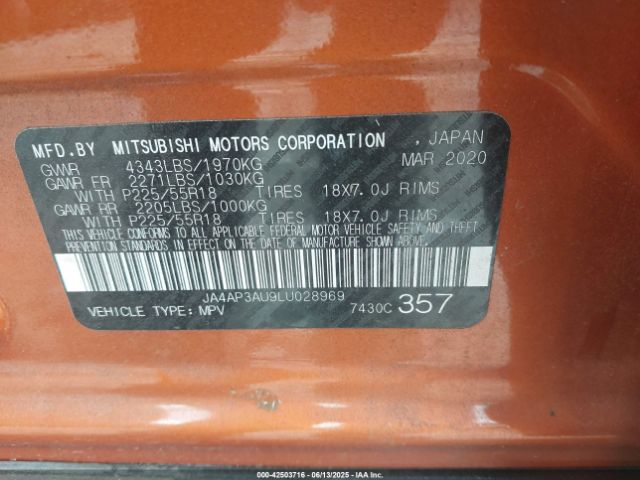 MFD.BY MITSUBISHI MOTORS CORPORATION , JAPAN
GVWR 4343LBS/1970KG MAR 2020
GAWR FR 2271LBS/1030KG
WITH P225/55R18 TIRES 18X7.0J RIMS
GAWR RR 2205LBS/1000KG
WITH P225/55R18 TIRES 18X7.0J RIMS
THIS VEHICLE CONFORMS TO ALL APPLICABLE FEDERAL MOTOR VEHICLE SAFETY AND THEFT
PREVENTION STANDARDS IN EFFECT ON THE DATE OF MANUFACTURE SHOWN ABOVE.
JA4AP3AU9LU028969
VEHICLE TYPE:MPV 7430C 357
000-42503716 - 06/13/2025 - IAAI.COM